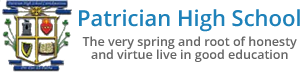 Patrician High School
The very spring and root of honesty
and virtue live in good education